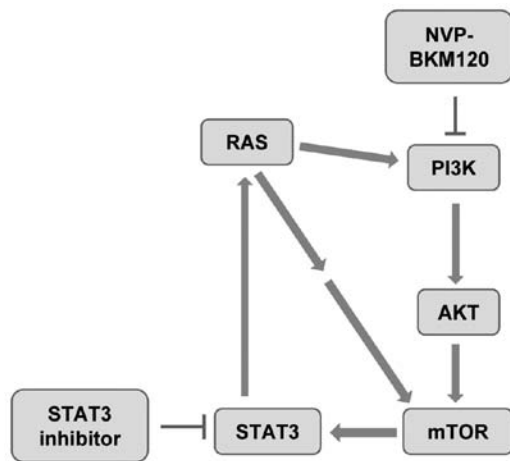 NVP-
BKM120
RAS
PI3K
AKT
STAT3
inhibitor
STAT3
mTOR